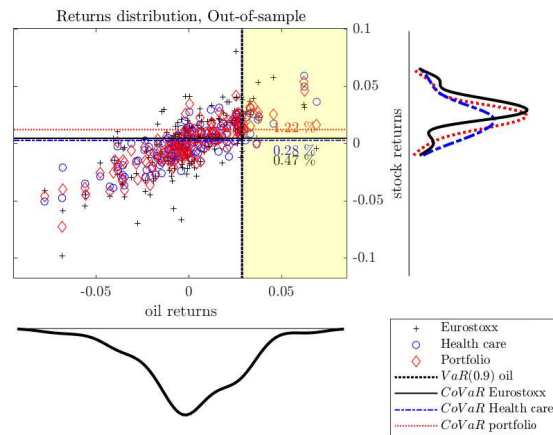 Returns distribution, Out-of-sample
0.1
0.05
0
-0.05
-0.1
stock returns
1.22 %
0.28 %
0.47 %
-0.05
0
0.05
oil returns
Eurostoxx
Health care
Portfolio
VaR(0.9) oil
CoVaR Eurostoxx
CoVaR Health care
CoVaR portfolio